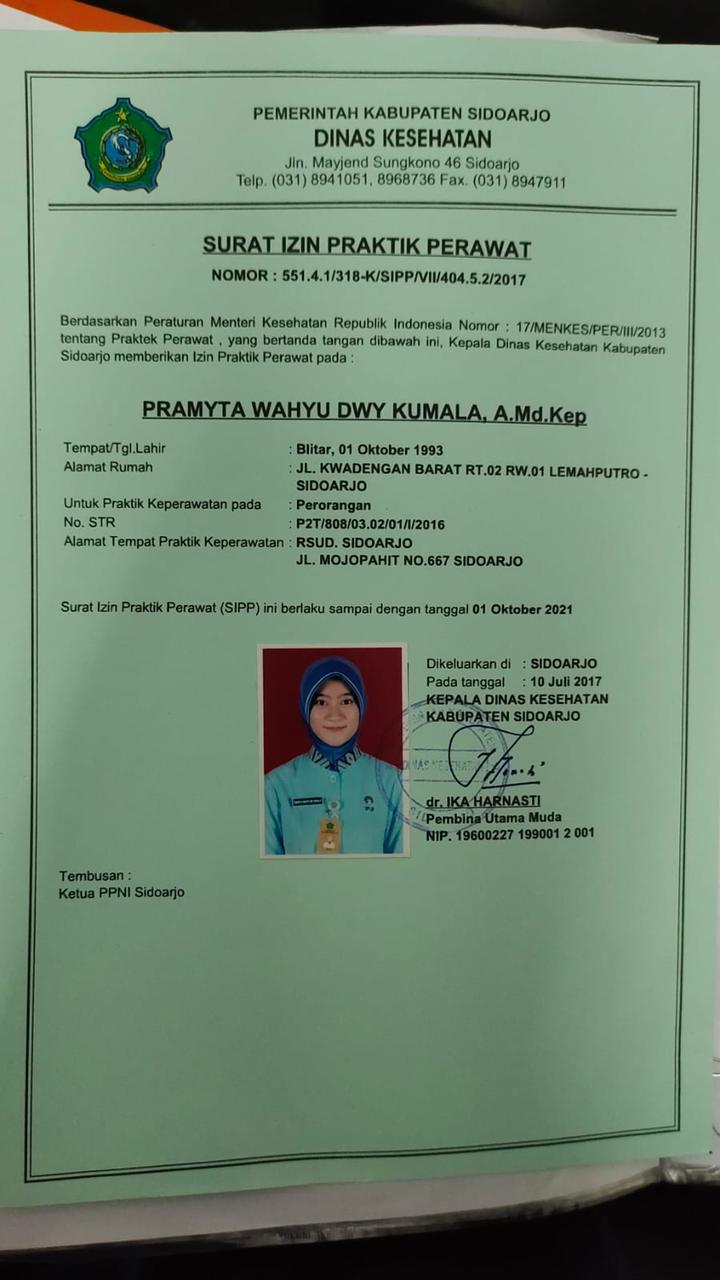 PEMERINTAH KABUPATEN SIDOARJO
DINAS KESEHATAN
Jln. Mayjend Sungkono 46 Sidoarjo
Telp. (031) 8941051, 8968736 Fax. (031) 8947911
SURAT IZIN PRAKTIK PERAWAT
NOMOR : 551.4.1/318-K/SIPP/VII/404.5.2/2017
Berdasarkan Peraturan Menteri Kesehatan Republik Indonesia Nomor : 17/MENKES/PER/III/2013
tentang Praktek Perawat , yang bertanda tangan dibawah ini, Kepala Dinas Kesehatan Kabupaten
Sidoarjo memberikan Izin Praktik Perawat pada :
PRAMYTA WAHYU DWY KUMALA, A.Md.Kep
Tempat/Tgl.Lahir : Blitar, 01 Oktober 1993
Alamat Rumah : JL. KWADENGAN BARAT RT.02 RW.01 LEMAHPUTRO -
SIDOARJO
Untuk Praktik Keperawatan pada : Perorangan
No. STR : P2T/808/03.02/01/I/2016
Alamat Tempat Praktik Keperawatan : RSUD. SIDOARJO
JL. MOJOPAHIT NO.667 SIDOARJO
Surat Izin Praktik Perawat (SIPP) ini berlaku sampai dengan tanggal 01 Oktober 2021
Dikeluarkan di : SIDOARJO
Pada tanggal : 10 Juli 2017
KEPALA DINAS KESEHATAN
KABUPATEN SIDOARJO
DINAS KESEHATAN
dr. IKA HARNASTI
Pembina Utama Muda
NIP. 19600227 199001 2 001
Tembusan :
Ketua PPNI Sidoarjo